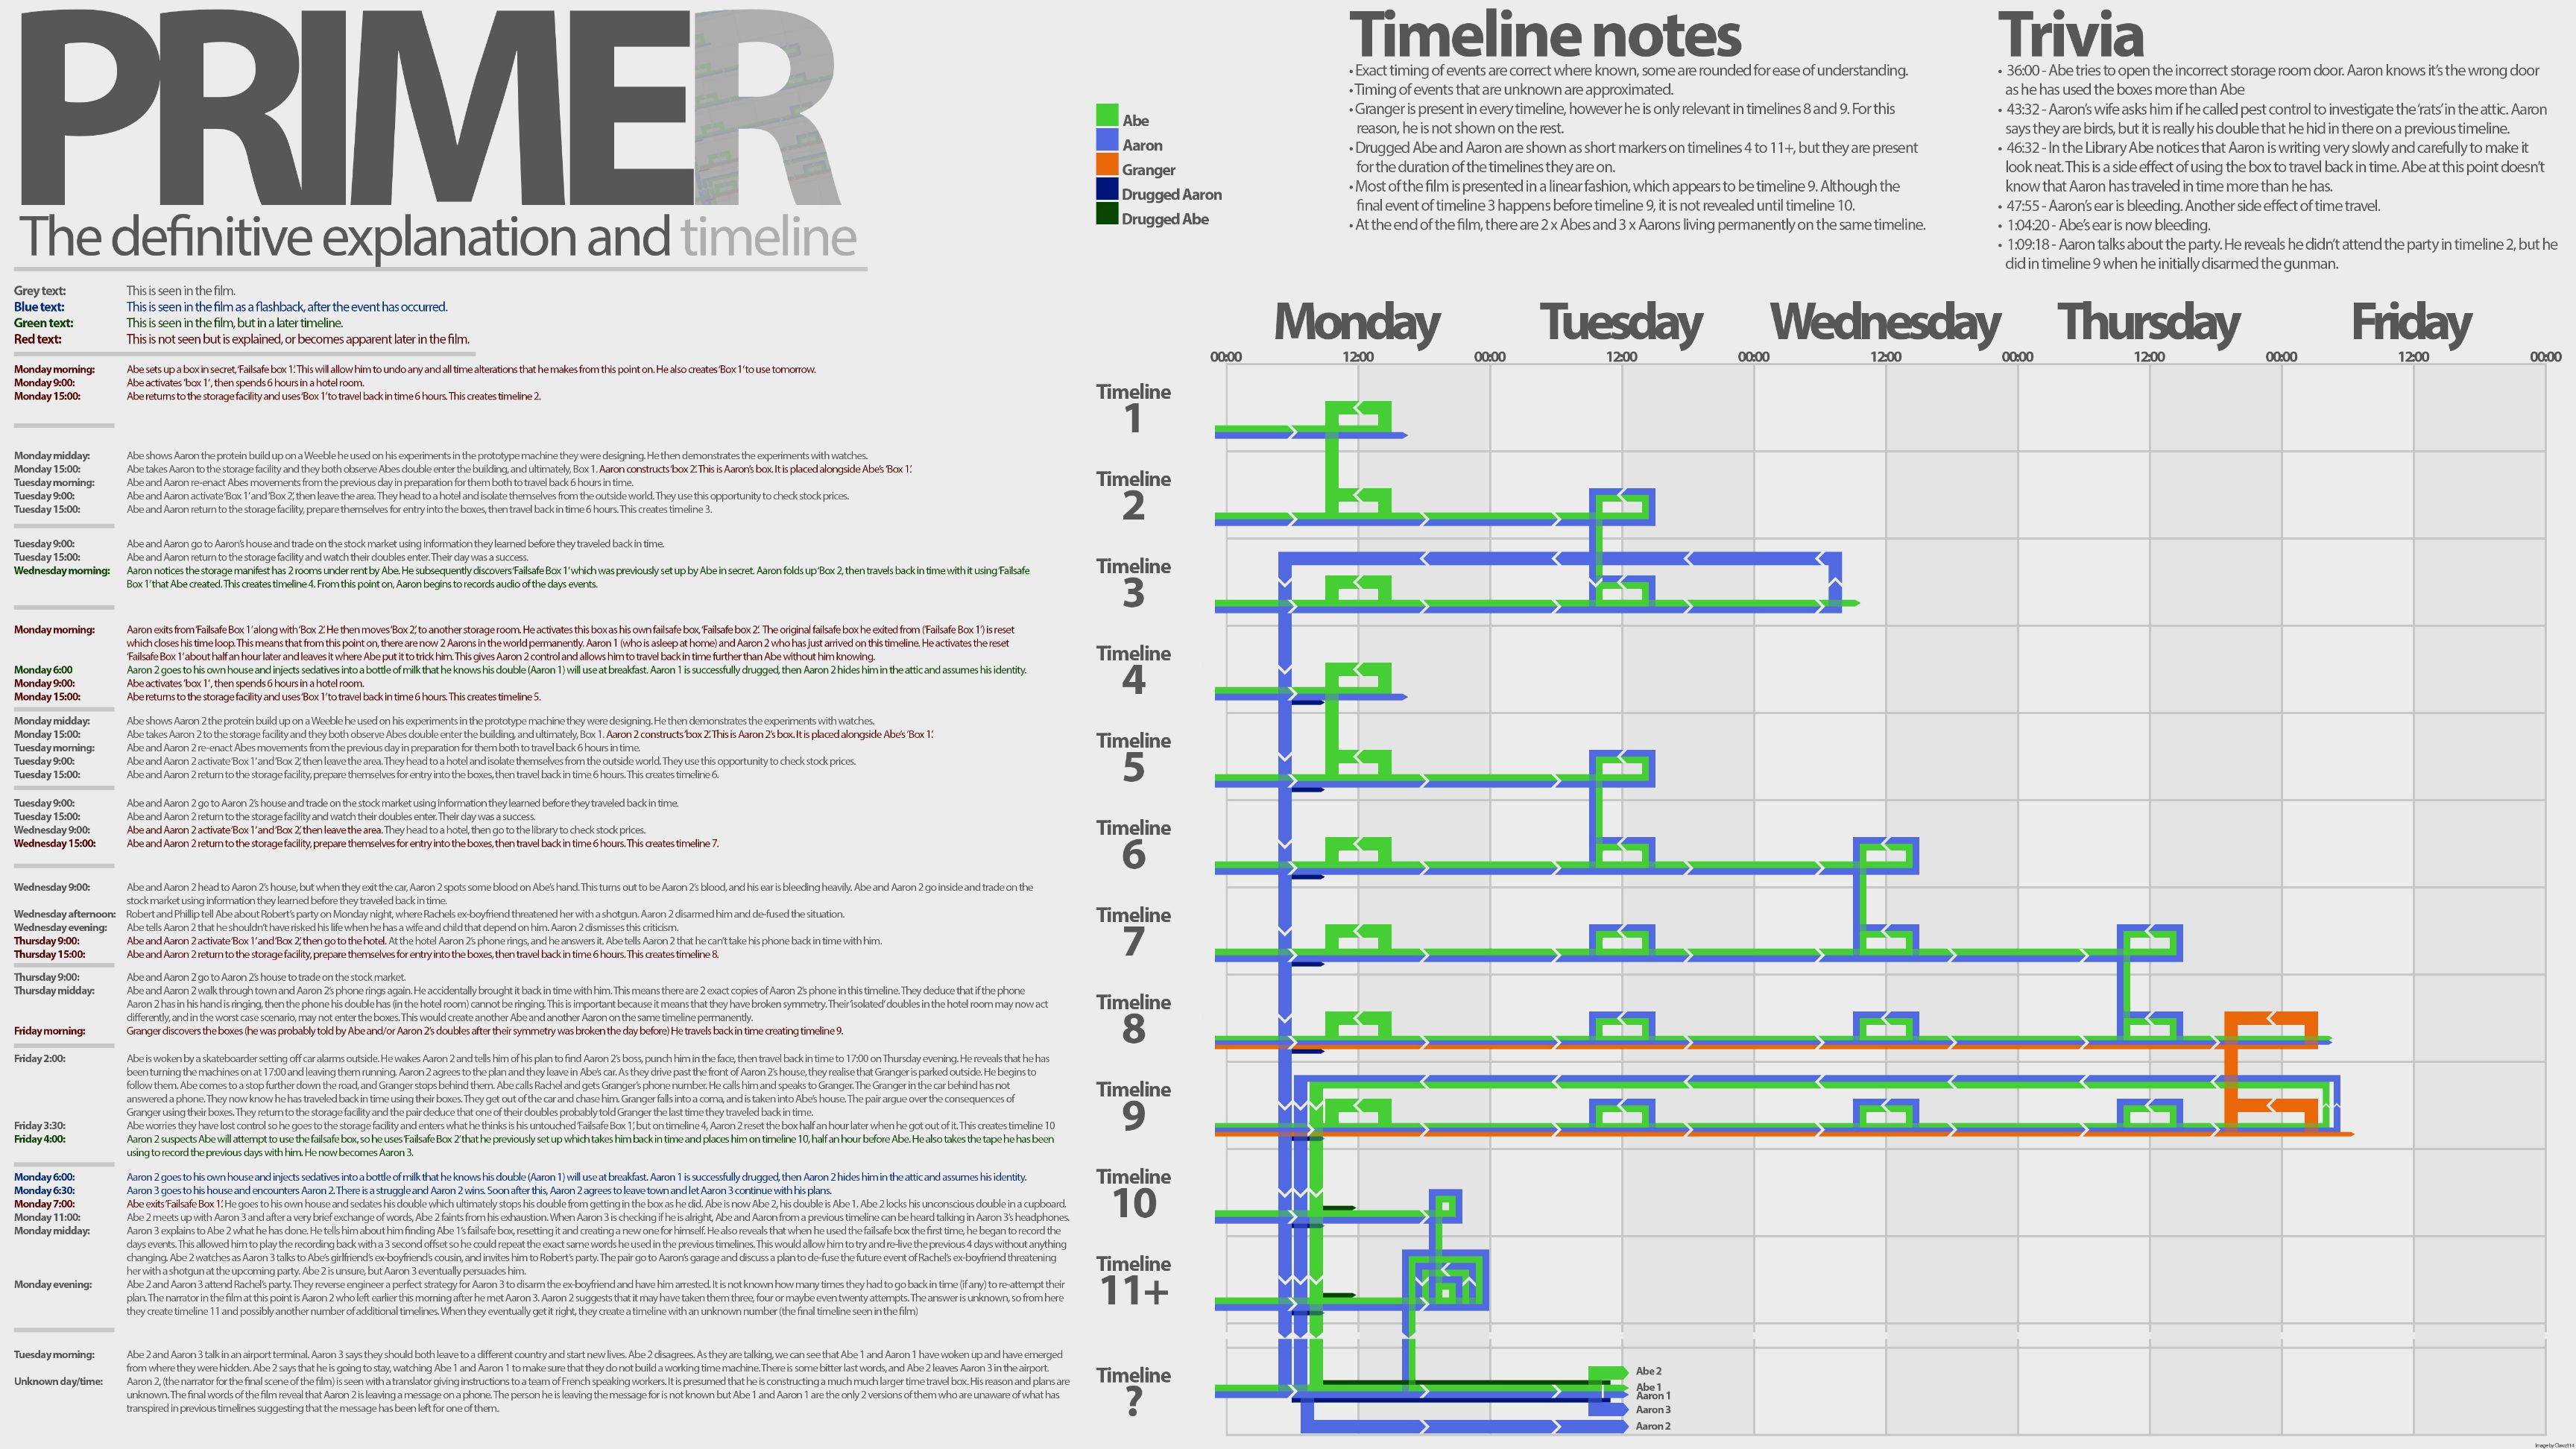 PRIMER
The definitive explanation and timeline
Grey text: This is seen in the film.
Blue text: This is seen in the film as a flashback, after the event has occurred.
Green text: This is seen in the film, but in a later timeline.
Red text: This is not seen but is explained, or becomes apparent later in the film.
Monday morning: Abe sets up a box in secret, 'Failsafe box 1'. This will allow him to undo any and all time alterations that he makes from this point on. He also creates 'Box 1' to use tomorrow.
Monday 9:00: Abe activates 'box 1', then spends 6 hours in a hotel room.
Monday 15:00: Abe returns to the storage facility and uses 'Box 1' to travel back in time 6 hours. This creates timeline 2.
Monday midday: Abe shows Aaron the protein build up on a Weeble he used on his experiments in the prototype machine they were designing. He then demonstrates the experiments with watches.
Monday 15:00: Abe takes Aaron to the storage facility and they both observe Abes double enter the building, and ultimately, Box 1. Aaron constructs 'box 2'. This is Aaron's box. It is placed alongside Abe's 'Box 1'.
Tuesday morning: Abe and Aaron re-enact Abes movements from the previous day in preparation for them both to travel back 6 hours in time.
Tuesday 9:00: Abe and Aaron activate 'Box 1' and 'Box 2', then leave the area. They head to a hotel and isolate themselves from the outside world. They use this opportunity to check stock prices.
Tuesday 15:00: Abe and Aaron return to the storage facility, prepare themselves for entry into the boxes, then travel back in time 6 hours. This creates timeline 3.
Tuesday 9:00: Abe and Aaron go to Aaron's house and trade on the stock market using information they learned before they traveled back in time.
Tuesday 15:00: Abe and Aaron return to the storage facility and watch their doubles enter. Their day was a success.
Wednesday morning: Aaron notices the storage manifest has 2 rooms under rent by Abe. He subsequently discovers 'Failsafe Box 1' which was previously set up by Abe in secret. Aaron folds up 'Box 2, then travels back in time with it using 'Failsafe
Box 1' that Abe created. This creates timeline 4. From this point on, Aaron begins to records audio of the days events.
Monday morning: Aaron exits from 'Failsafe Box 1' along with 'Box 2'. He then moves 'Box 2', to another storage room. He activates this box as his own failsafe box, 'Failsafe box 2'. The original failsafe box he exited from ('Failsafe Box 1') is reset
which closes his time loop. This means that from this point on, there are now 2 Aarons in the world permanently. Aaron 1 (who is asleep at home) and Aaron 2 who has just arrived on this timeline. He activates the reset
'Failsafe Box 1' about half an hour later and leaves it where Abe put it to trick him. This gives Aaron 2 control and allows him to travel back in time further than Abe without him knowing.
Monday 6:00 Aaron 2 goes to his own house and injects sedatives into a bottle of milk that he knows his double (Aaron 1) will use at breakfast. Aaron 1 is successfully drugged, then Aaron 2 hides him in the attic and assumes his identity.
Monday 9:00: Abe activates 'box 1', then spends 6 hours in a hotel room.
Monday 15:00: Abe returns to the storage facility and uses 'Box 1' to travel back in time 6 hours. This creates timeline 5.
Monday midday: Abe shows Aaron 2 the protein build up on a Weeble he used on his experiments in the prototype machine they were designing. He then demonstrates the experiments with watches.
Monday 15:00: Abe takes Aaron 2 to the storage facility and they both observe Abes double enter the building, and ultimately, Box 1. Aaron 2 constructs 'box 2'. This is Aaron 2's box. It is placed alongside Abe's 'Box 1'.
Tuesday morning: Abe and Aaron 2 re-enact Abes movements from the previous day in preparation for them both to travel back 6 hours in time.
Tuesday 9:00: Abe and Aaron 2 activate 'Box 1' and 'Box 2', then leave the area. They head to a hotel and isolate themselves from the outside world. They use this opportunity to check stock prices.
Tuesday 15:00: Abe and Aaron 2 return to the storage facility, prepare themselves for entry into the boxes, then travel back in time 6 hours. This creates timeline 6.
Tuesday 9:00: Abe and Aaron 2 go to Aaron 2's house and trade on the stock market using information they learned before they traveled back in time.
Tuesday 15:00: Abe and Aaron 2 return to the storage facility and watch their doubles enter. Their day was a success.
Wednesday 9:00: Abe and Aaron 2 activate 'Box 1' and 'Box 2', then leave the area. They head to a hotel, then go to the library to check stock prices.
Wednesday 15:00: Abe and Aaron 2 return to the storage facility, prepare themselves for entry into the boxes, then travel back in time 6 hours. This creates timeline 7.
Wednesday 9:00: Abe and Aaron 2 head to Aaron 2's house, but when they exit the car, Aaron 2 spots some blood on Abe's hand. This turns out to be Aaron 2's blood, and his ear is bleeding heavily. Abe and Aaron 2 go inside and trade on the
stock market using information they learned before they traveled back in time.
Wednesday afternoon: Robert and Phillip tell Abe about Robert's party on Monday night, where Rachels ex-boyfriend threatened her with a shotgun. Aaron 2 disarmed him and de-fused the situation.
Wednesday evening: Abe tells Aaron 2 that he shouldn't have risked his life when he has a wife and child that depend on him. Aaron 2 dismisses this criticism.
Thursday 9:00: Abe and Aaron 2 activate 'Box 1' and 'Box 2', then go to the hotel. At the hotel Aaron 2's phone rings, and he answers it. Abe tells Aaron 2 that he can't take his phone back in time with him.
Thursday 15:00: Abe and Aaron 2 return to the storage facility, prepare themselves for entry into the boxes, then travel back in time 6 hours. This creates timeline 8.
Thursday 9:00: Abe and Aaron 2 go to Aaron 2's house to trade on the stock market.
Thursday midday: Abe and Aaron 2 walk through town and Aaron 2's phone rings again. He accidentally brought it back in time with him. This means there are 2 exact copies of Aaron 2's phone in this timeline. They deduce that if the phone
Aaron 2 has in his hand is ringing, then the phone his double has (in the hotel room) cannot be ringing. This is important because it means that they have broken symmetry. Their 'isolated' doubles in the hotel room may now act
differently, and in the worst case scenario, may not enter the boxes. This would create another Abe and another Aaron on the same timeline permanently.
Friday morning: Granger discovers the boxes (he was probably told by Abe and/or Aaron 2's doubles after their symmetry was broken the day before) He travels back in time creating timeline 9.
Friday 2:00: Abe is woken by a skateboarder setting off car alarms outside. He wakes Aaron 2 and tells him of his plan to find Aaron 2's boss, punch him in the face, then travel back in time to 17:00 on Thursday evening. He reveals that he has
been turning the machines on at 17:00 and leaving them running. Aaron 2 agrees to the plan and they leave in Abe's car. As they drive past the front of Aaron 2's house, they realise that Granger is parked outside. He begins to
follow them. Abe comes to a stop further down the road, and Granger stops behind them. Abe calls Rachel and gets Granger's phone number. He calls him and speaks to Granger. The Granger in the car behind has not
answered a phone. They now know he has traveled back in time using their boxes. They get out of the car and chase him. Granger falls into a coma, and is taken into Abe's house. The pair argue over the consequences of
Granger using their boxes. They return to the storage facility and the pair deduce that one of their doubles probably told Granger the last time they traveled back in time.
Friday 3:30: Abe worries they have lost control so he goes to the storage facility and enters what he thinks is his untouched 'Failsafe Box 1', but on timeline 4, Aaron 2 reset the box half an hour later when he got out of it. This creates timeline 10
Friday 4:00: Aaron 2 suspects Abe will attempt to use the failsafe box, so he uses 'Failsafe Box 2' that he previously set up which takes him back in time and places him on timeline 10, half an hour before Abe. He also takes the tape he has been
using to record the previous days with him. He now becomes Aaron 3.
Monday 6:00: Aaron 2 goes to his own house and injects sedatives into a bottle of milk that he knows his double (Aaron 1) will use at breakfast. Aaron 1 is successfully drugged, then Aaron 2 hides him in the attic and assumes his identity.
Monday 6:30: Aaron 3 goes to his house and encounters Aaron 2. There is a struggle and Aaron 2 wins. Soon after this, Aaron 2 agrees to leave town and let Aaron 3 continue with his plans.
Monday 7:00: Abe exits 'Failsafe Box 1'. He goes to his own house and sedates his double which ultimately stops his double from getting in the box as he did. Abe is now Abe 2, his double is Abe 1. Abe 2 locks his unconscious double in a cupboard.
Monday 11:00: Abe 2 meets up with Aaron 3 and after a very brief exchange of words, Abe 2 faints from his exhaustion. When Aaron 3 is checking if he is alright, Abe and Aaron from a previous timeline can be heard talking in Aaron 3's headphones.
Monday midday: Aaron 3 explains to Abe 2 what he has done. He tells him about him finding Abe 1's failsafe box, resetting it and creating a new one for himself. He also reveals that when he used the failsafe box the first time, he began to record the
days events. This allowed him to play the recording back with a 3 second offset so he could repeat the exact same words he used in the previous timelines. This would allow him to try and re-live the previous 4 days without anything
changing. Abe 2 watches as Aaron 3 talks to Abe's girlfriend's ex-boyfriend's cousin, and invites him to Robert's party. The pair go to Aaron's garage and discuss a plan to de-fuse the future event of Rachel's ex-boyfriend threatening
her with a shotgun at the upcoming party. Abe 2 is unsure, but Aaron 3 eventually persuades him.
Monday evening: Abe 2 and Aaron 3 attend Rachel's party. They reverse engineer a perfect strategy for Aaron 3 to disarm the ex-boyfriend and have him arrested. It is not known how many times they had to go back in time (if any) to re-attempt their
plan. The narrator in the film at this point is Aaron 2 who left earlier this morning after he met Aaron 3. Aaron 2 suggests that it may have taken them three, four or maybe even twenty attempts. The answer is unknown, so from here
they create timeline 11 and possibly another number of additional timelines. When they eventually get it right, they create a timeline with an unknown number (the final timeline seen in the film)
Tuesday morning: Abe 2 and Aaron 3 talk in an airport terminal. Aaron 3 says they should both leave to a different country and start new lives. Abe 2 disagrees. As they are talking, we can see that Abe 1 and Aaron 1 have woken up and have emerged
from where they were hidden. Abe 2 says that he is going to stay, watching Abe 1 and Aaron 1 to make sure that they do not build a working time machine. There is some bitter last words, and Abe 2 leaves Aaron 3 in the airport.
Unknown day/time: Aaron 2, (the narrator for the final scene of the film) is seen with a translator giving instructions to a team of French speaking workers. It is presumed that he is constructing a much much larger time travel box. His reason and plans are
unknown. The final words of the film reveal that Aaron 2 is leaving a message on a phone. The person he is leaving the message for is not known but Abe 1 and Aaron 1 are the only 2 versions of them who are unaware of what has
transpired in previous timelines suggesting that the message has been left for one of them.
Abe
Aaron
Granger
Drugged Aaron
Drugged Abe
Timeline notes
• Exact timing of events are correct where known, some are rounded for ease of understanding.
• Timing of events that are unknown are approximated.
• Granger is present in every timeline, however he is only relevant in timelines 8 and 9. For this
reason, he is not shown on the rest.
• Drugged Abe and Aaron are shown as short markers on timelines 4 to 11+, but they are present
for the duration of the timelines they are on.
• Most of the film is presented in a linear fashion, which appears to be timeline 9. Although the
final event of timeline 3 happens before timeline 9, it is not revealed until timeline 10.
• At the end of the film, there are 2 x Abes and 3 x Aarons living permanently on the same timeline.
Trivia
• 36:00 - Abe tries to open the incorrect storage room door. Aaron knows it's the wrong door
as he has used the boxes more than Abe
• 43:32 - Aaron's wife asks him if he called pest control to investigate the 'rats' in the attic. Aaron
says they are birds, but it is really his double that he hid in there on a previous timeline.
• 46:32 - In the Library Abe notices that Aaron is writing very slowly and carefully to make it
look neat. This is a side effect of using the box to travel back in time. Abe at this point doesn't
know that Aaron has traveled in time more than he has.
• 47:55 - Aaron's ear is bleeding. Another side effect of time travel.
• 1:04:20 - Abe's ear is now bleeding.
• 1:09:18 - Aaron talks about the party. He reveals he didn't attend the party in timeline 2, but he
did in timeline 9 when he initially disarmed the gunman.
Monday Tuesday Wednesday Thursday Friday
00:00 12:00 00:00 12:00 00:00 12:00 00:00 12:00 00:00 12:00 00:00
Timeline
1
Timeline
2
Timeline
3
Timeline
4
Timeline
5
Timeline
6
Timeline
7
Timeline
8
Timeline
9
Timeline
10
Timeline
11+
Timeline
?
Abe 2
Abe 1
Aaron 1
Aaron 3
Aaron 2
Image by